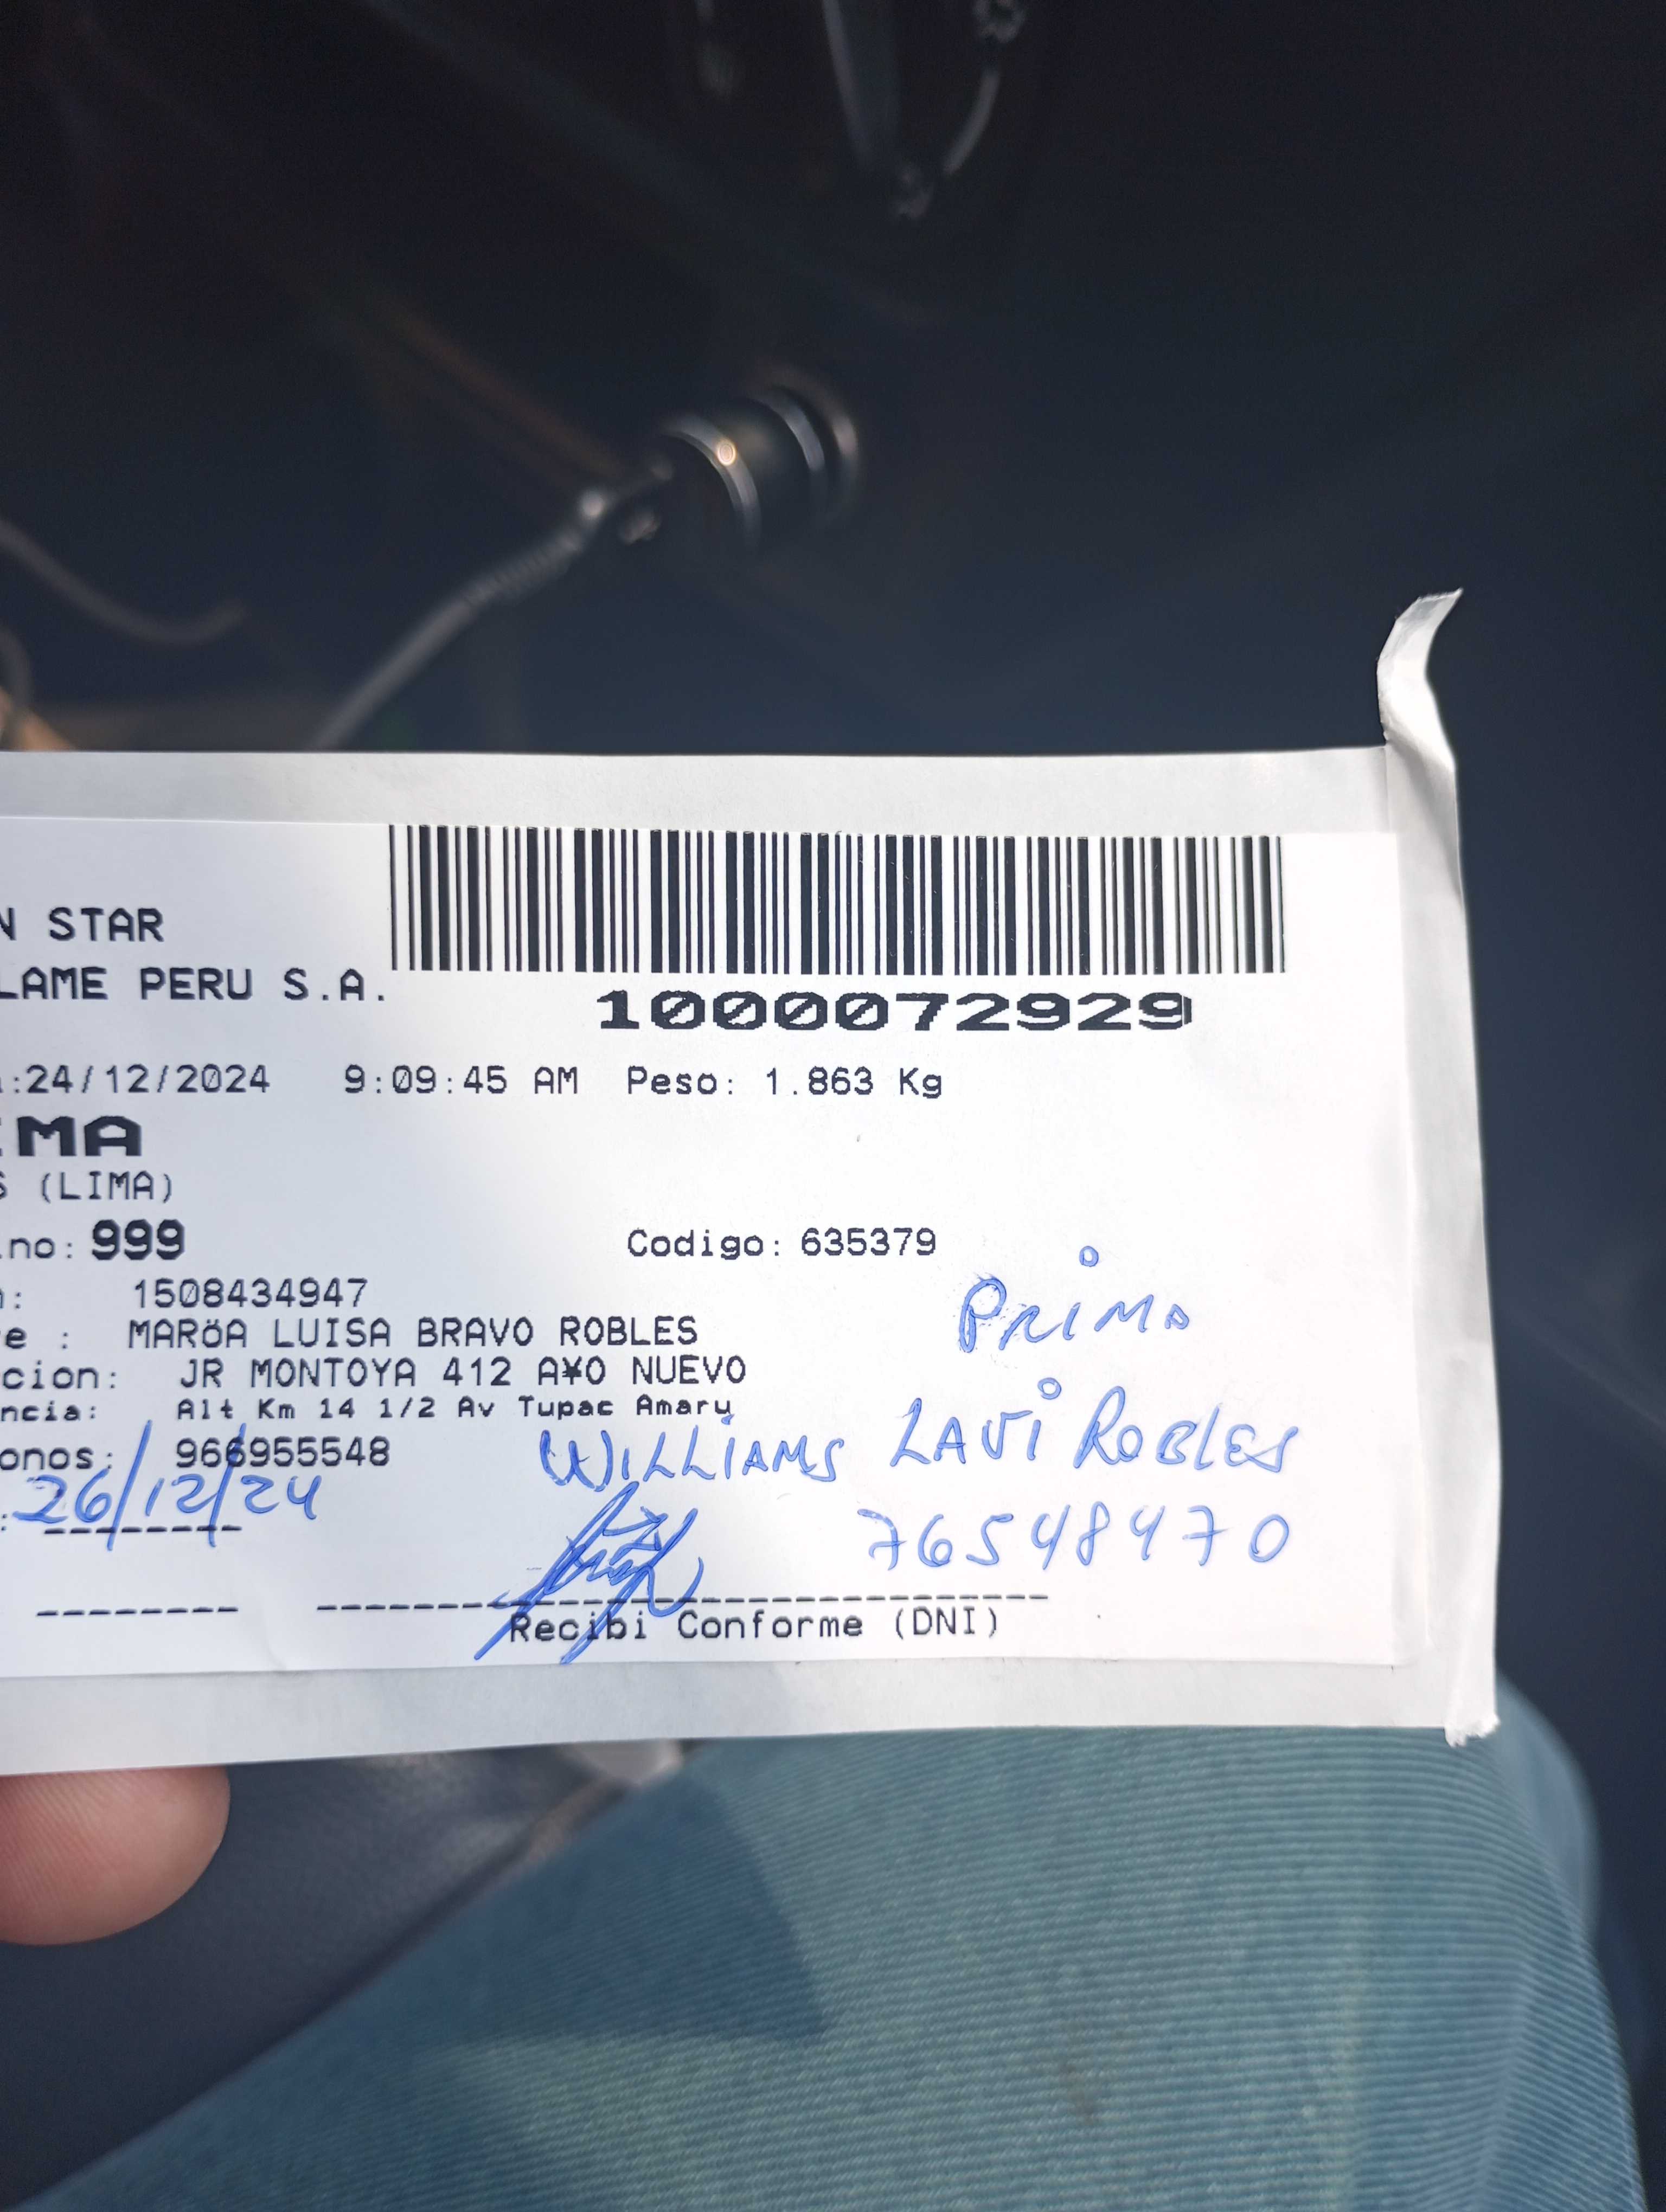 N STAR
LAME PERU S.A.
1000072929
:24/12/2024 9:09:45 AM Peso: 1.863 Kg
IMA
S (LIMA)
no: 999 Codigo: 635379
: 1508434947
e : MARÖA LUISA BRAVO ROBLES
cion: JR MONTOYA 412 A¥O NUEVO
ncia: Alt Km 14 1/2 Av Tupac Amaru
onos: 966955548
PRIMO
WILLIAMS LAVI ROBLES
: 26/12/24
76548470
Recibi Conforme (DNI)